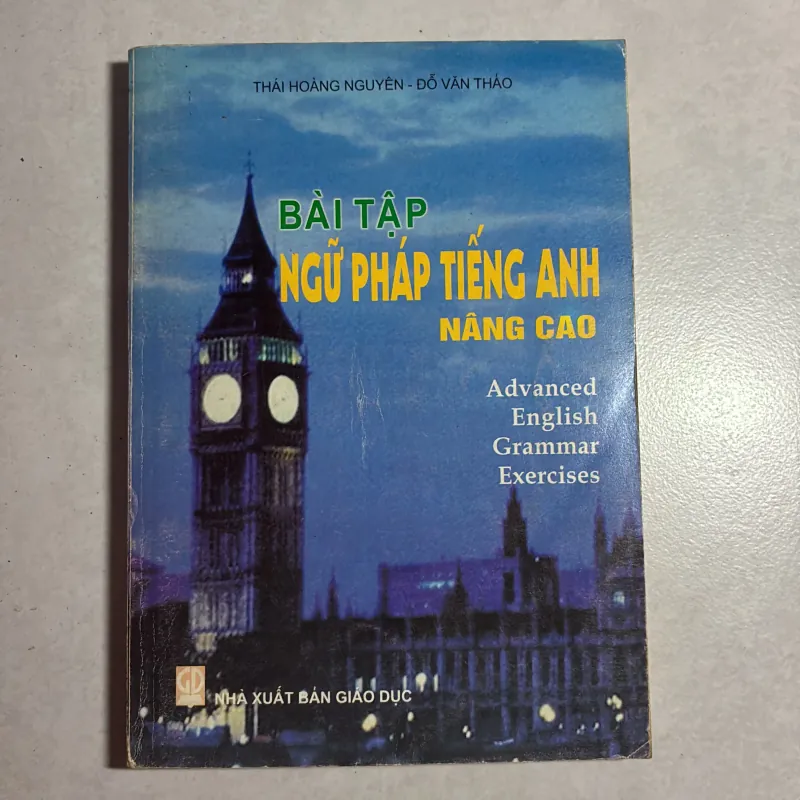 THÁI HOÀNG NGUYÊN - ĐỖ VĂN THẢO
BÀI TẬP
NGỮ PHÁP TIẾNG ANH
NÂNG CAO
Advanced
English
Grammar
Exercises
GD
NHÀ XUẤT BẢN GIÁO DỤC